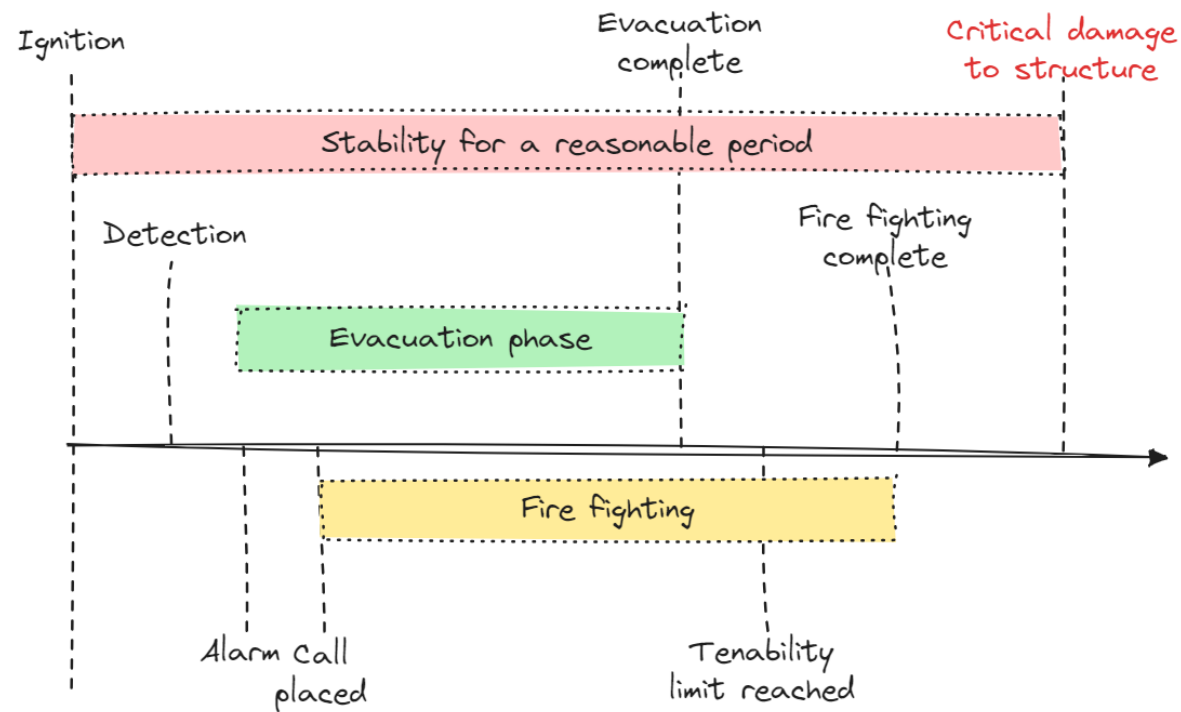 Ignition
Evacuation
complete
Critical damage
to structure
Stability for a reasonable period
Detection
Fire fighting
complete
Evacuation phase
Fire fighting
Alarm
Call
placed
Tenability
limit reached